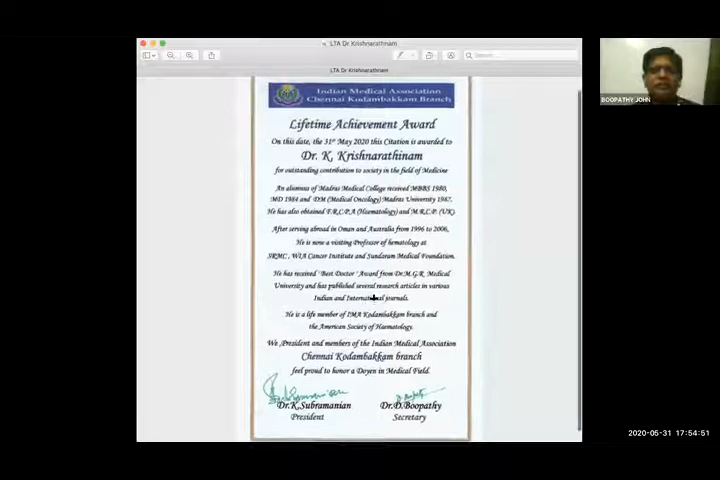 LTA Dr Krishnarathinam
Search
LTA Dr Krishnarathinam
Indian Medical Association
Chennai Kodambakkam Branch
Lifetime Achievement Award
On this date, the 31st May 2020 this Citation is awarded to
Dr. K. Krishnarathinam
for outstanding contribution to society in the field of Medicine
An alumnus of Madras Medical College received MBBS 1980,
MD 1984 and DM (Medical Oncology) Madras University 1987.
He has also obtained F.R.C.P.A (Haematology) and M.R.C.P. (UK)
After serving abroad in Oman and Australia from 1996 to 2006,
He is now a visiting Professor of hematology at
SRMC, WIA Cancer Institute and Sundaram Medical Foundation.
He has received 'Best Doctor' Award from Dr.M.G.R. Medical
University and has published several research articles in various
Indian and International journals.
He is a life member of IMA Kodambakkam branch and
the American Society of Haematology.
We ,President and members of the Indian Medical Association
Chennai Kodambakkam branch
feel proud to honor a Doyen in Medical Field.
Dr.K.Subramanian Dr.D.Boopathy
President Secretary
BOOPATHY JOHN
2020-05-31 17:54:51